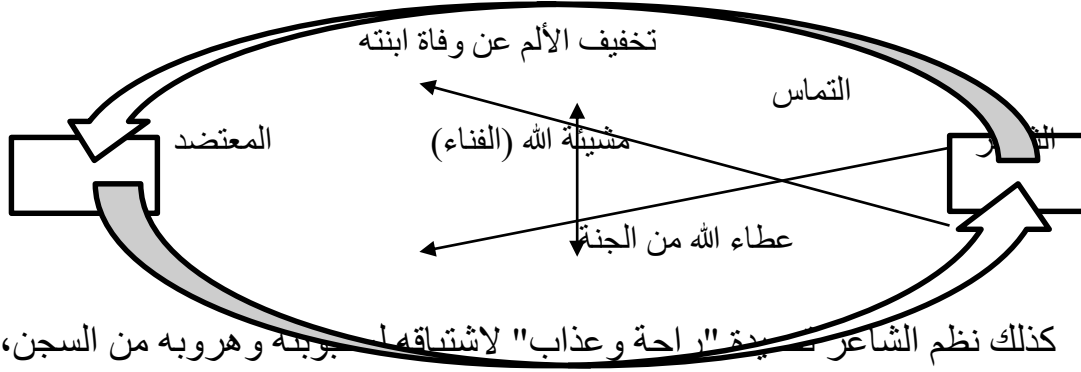 تخفيف الألم عن وفاة ابنته
التماس
المعتضد مشيئة الله (الفناء)
عطاء الله من الجنة
كذلك نظم الشاعر "راحة وعذاب" لاشتياقه وهروبه من السجن،